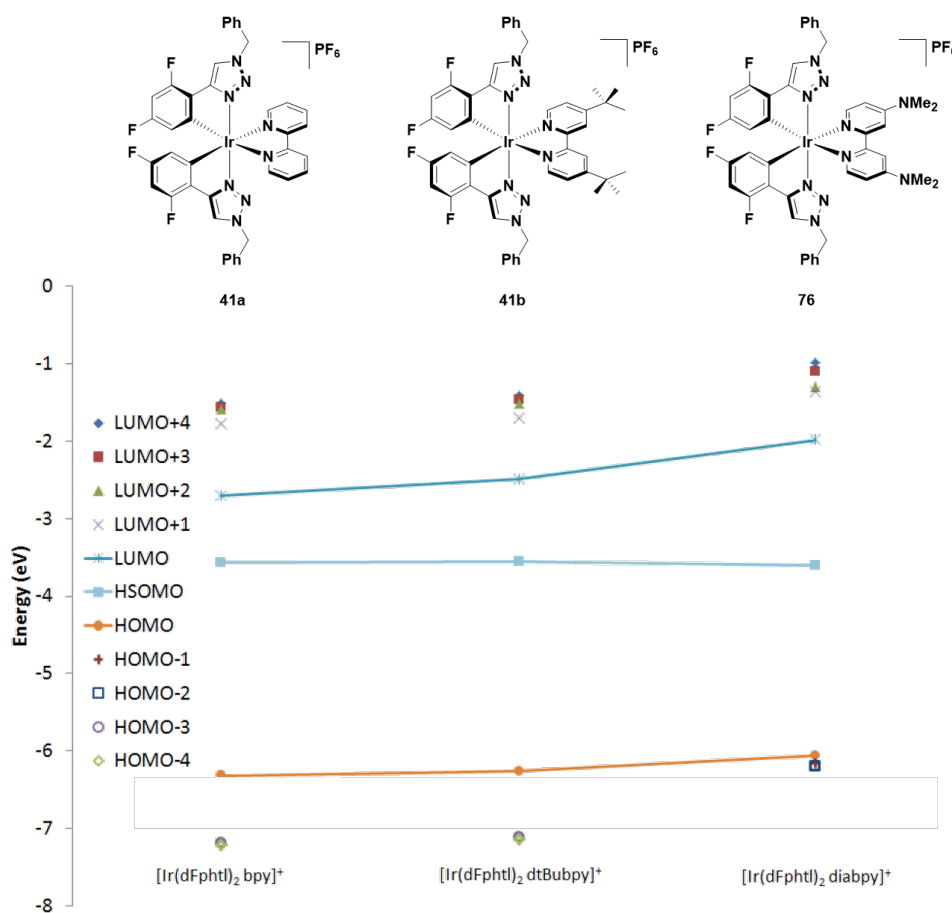 Ph
Ph
Ph
PF6
PF6
PF
F
N
N
N
F
N
N
N
F
N
N
N
NMe2
F
N
N
F
N
N
F
N
N
Ir
Ir
Ir
F
N
N
F
N
N
F
N
N
NMe2
F
N
N
N
F
N
N
N
F
N
N
N
Ph
Ph
Ph
41a
41b
76
0
-1
-2
-3
-4
-5
-6
-7
-8
Energy (eV)
LUMO+4
LUMO+3
LUMO+2
LUMO+1
LUMO
HSOMO
HOMO
HOMO-1
HOMO-2
HOMO-3
HOMO-4
[Ir(dFphtl)2 bpy]+
[Ir(dFphtl)2 dtBubpy]+
[Ir(dFphtl)2 diabpy]+